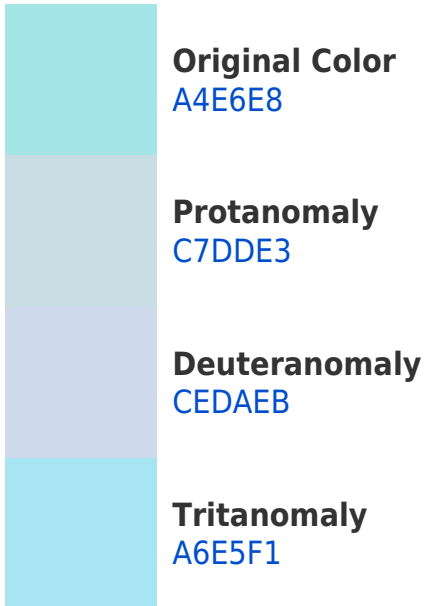 Original Color
A4E6E8
Protanomaly
C7DDE3
Deuteranomaly
CEDAEB
Tritanomaly
A6E5F1